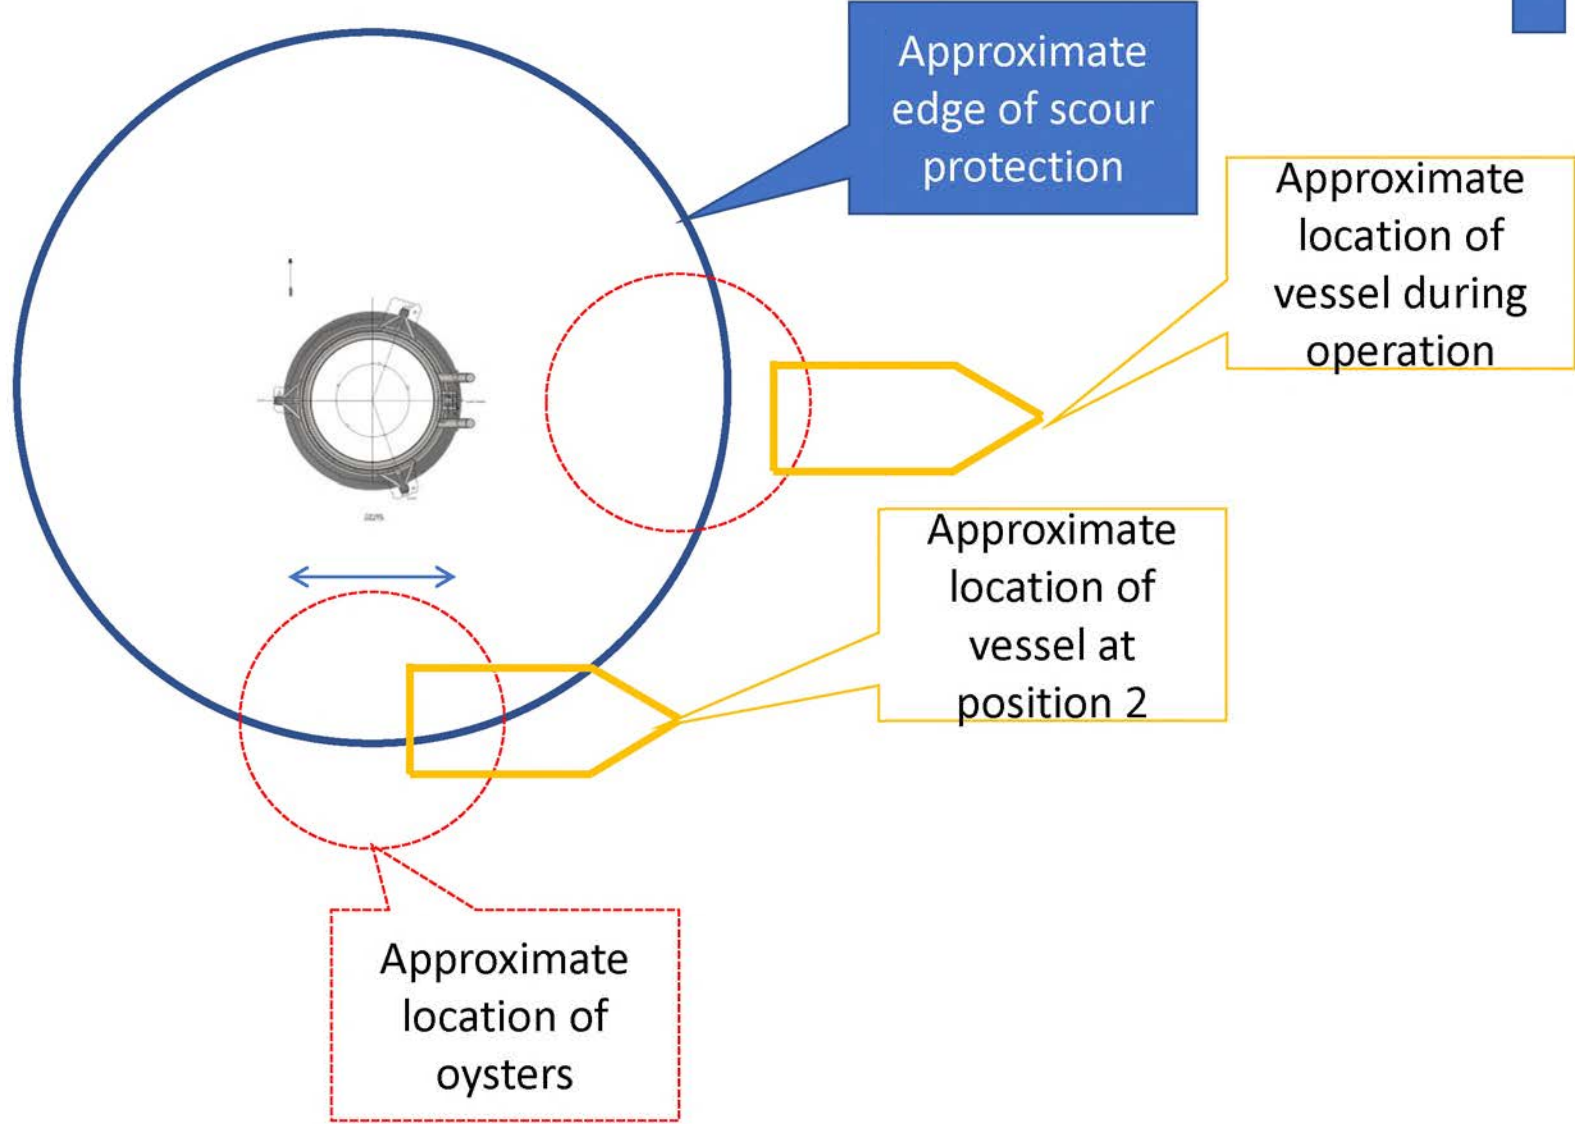 Approximate
edge of scour
protection
Approximate
location of
vessel during
operation
Approximate
location of
vessel at
position 2
Approximate
location of
oysters